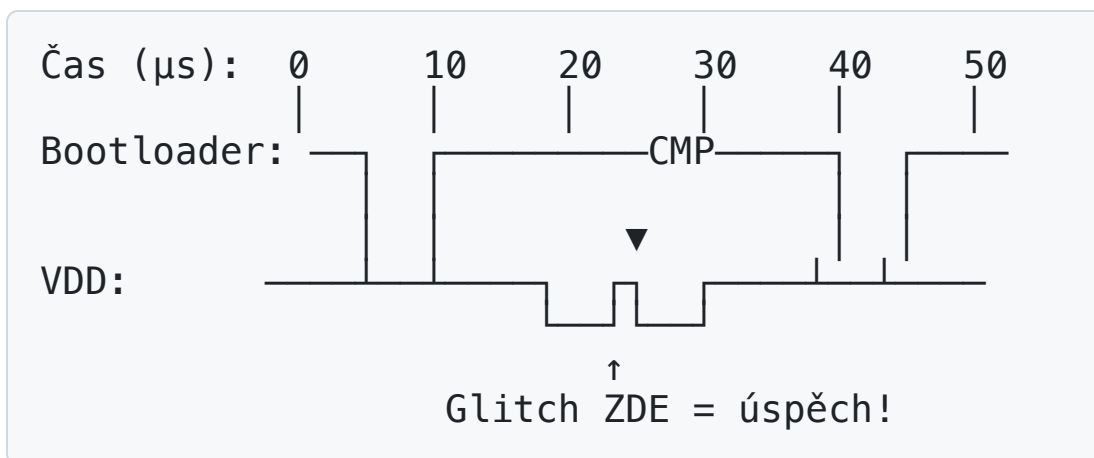 Čas (μs): 0 10 20 30 40 50
Bootloader: CMP
VDD:
Glitch ZDE = úspěch!